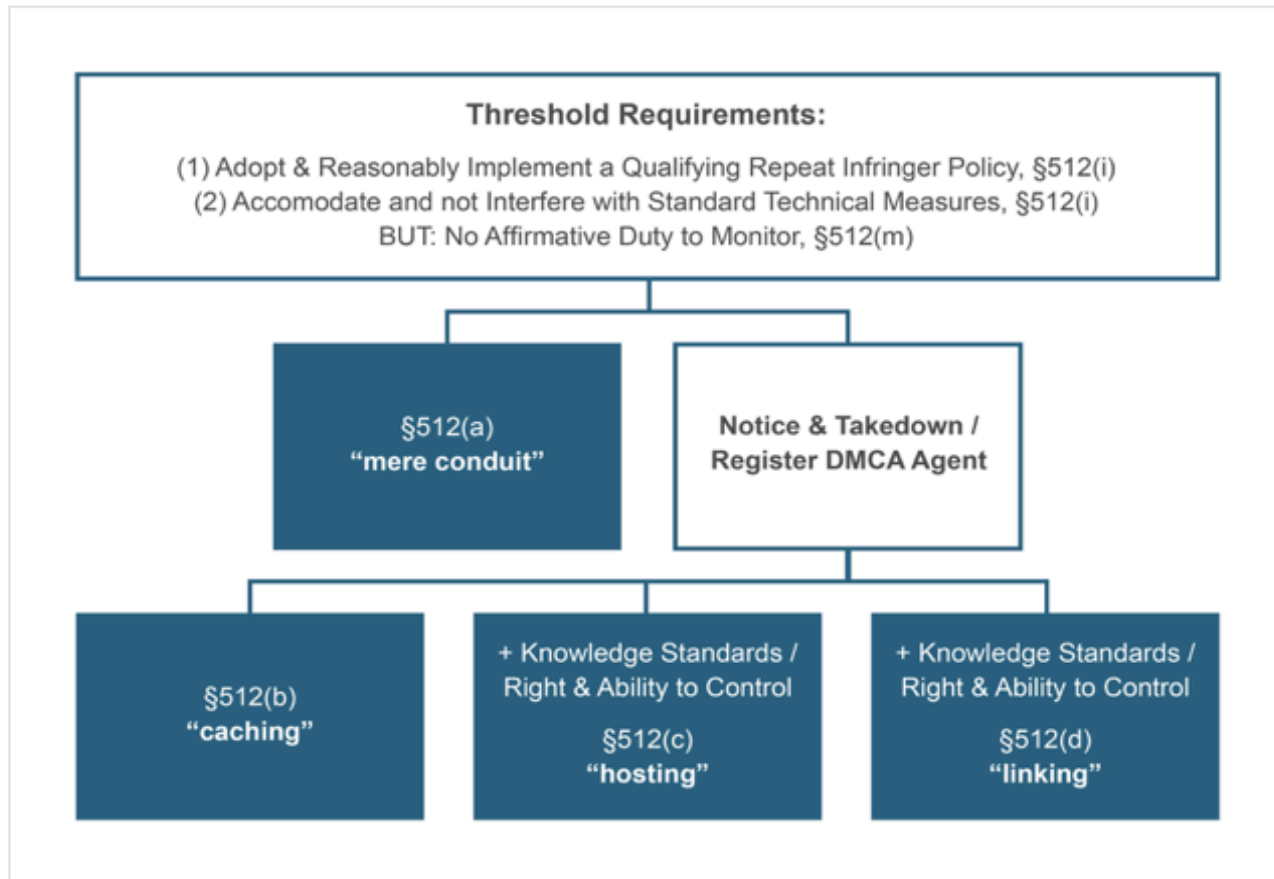 Threshold Requirements:
(1) Adopt & Reasonably Implement a Qualifying Repeat Infringer Policy, §512(i)
(2) Accomodate and not Interfere with Standard Technical Measures, §512(i)
BUT: No Affirmative Duty to Monitor, §512(m)
§512(a)
“mere conduit”
Notice & Takedown /
Register DMCA Agent
§512(b)
“caching”
+ Knowledge Standards /
Right & Ability to Control
§512(c)
“hosting”
+ Knowledge Standards /
Right & Ability to Control
§512(d)
“linking”